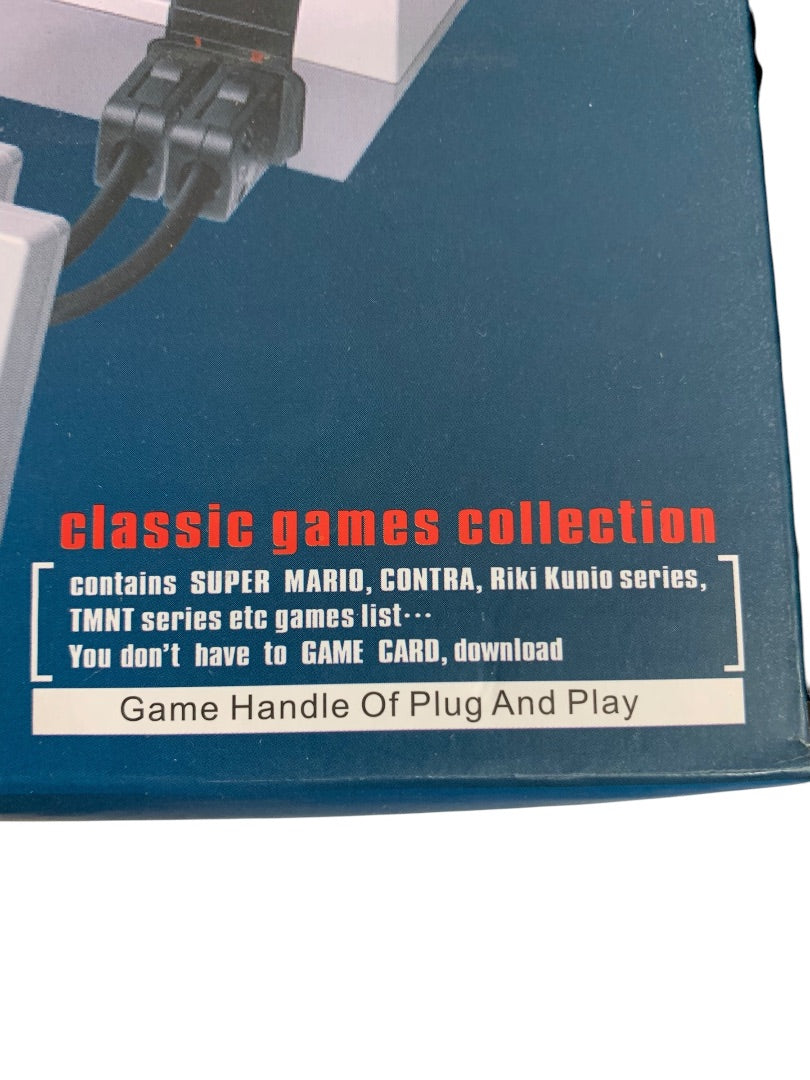 classic games collection
contains SUPER MARIO, CONTRA, Riki Kunio series,
TMNT series etc games list···
You don't have to GAME CARD, download
Game Handle Of Plug And Play